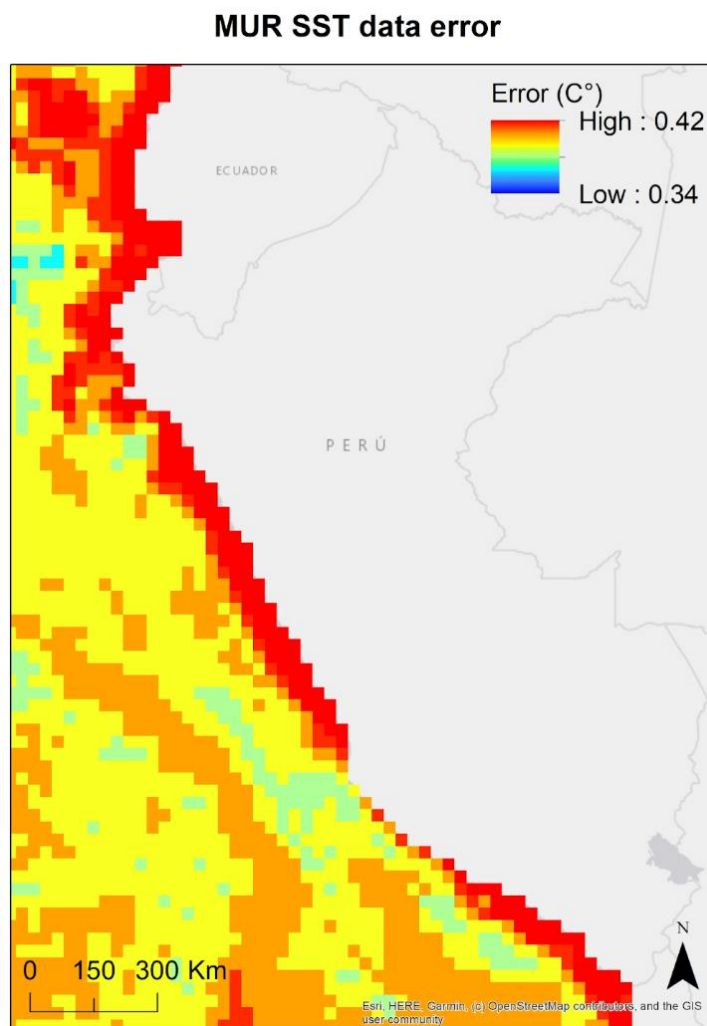 MUR SST data error
Error (C°)
High : 0.42
Low : 0.34
ECUADOR
PERÚ
N
0 150 300 Km
Esri, HERE, Garmin, (c) OpenStreetMap contributors, and the GIS
user community